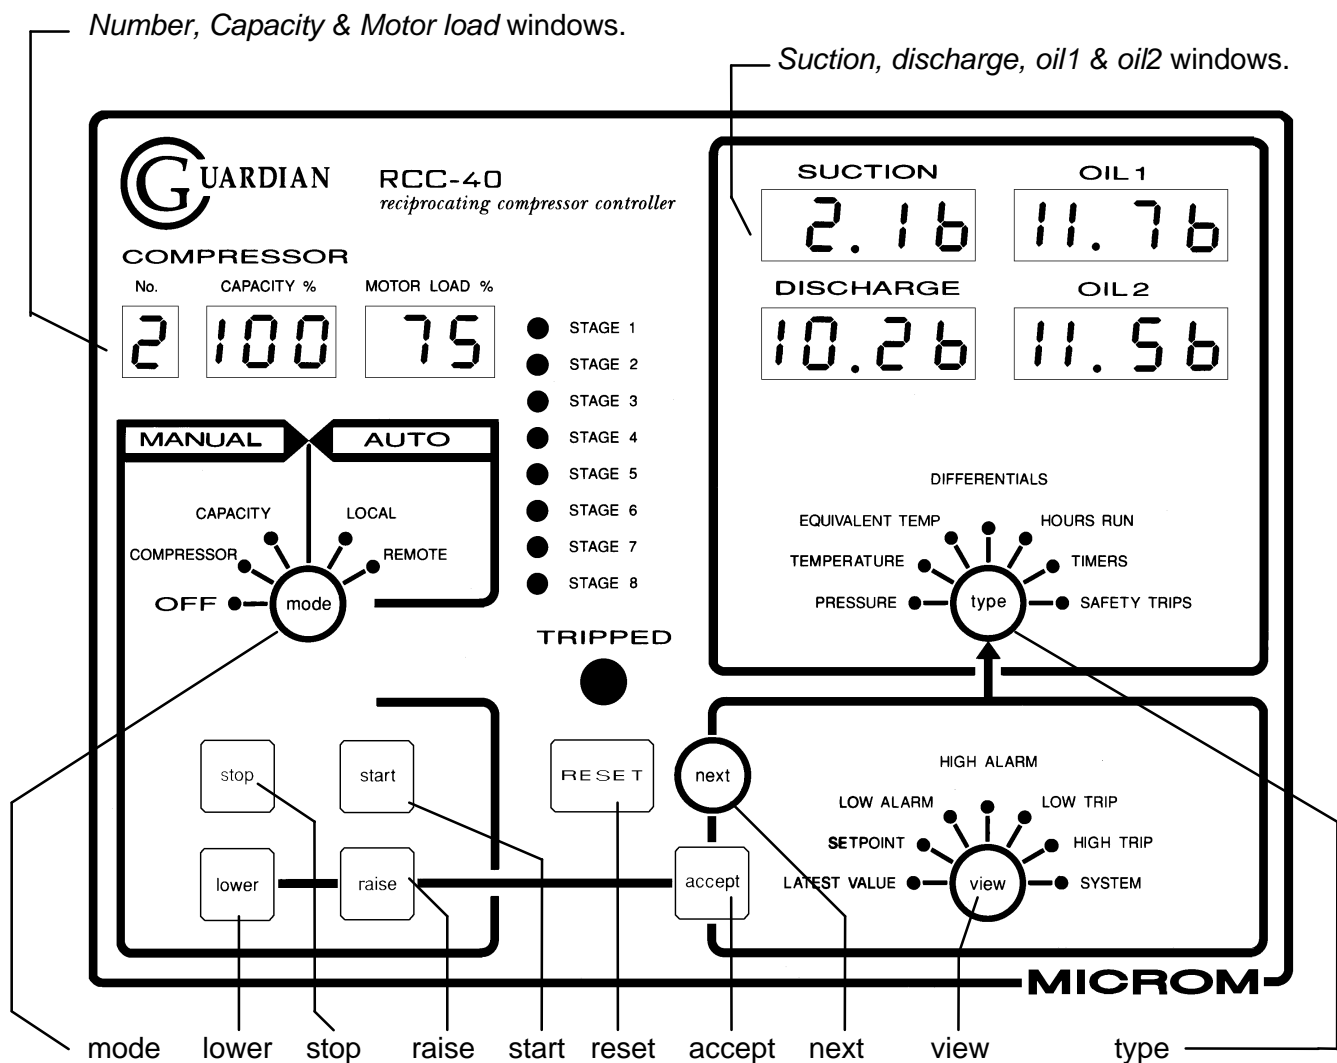 Number, Capacity & Motor load windows.
Suction, discharge, oil1 & oil2 windows.
GUARDIAN
RCC-40
reciprocating compressor controller
COMPRESSOR
No. CAPACITY % MOTOR LOAD %
2 100 75
STAGE 1
STAGE 2
STAGE 3
STAGE 4
STAGE 5
STAGE 6
STAGE 7
STAGE 8
SUCTION OIL1
2.1b 11.7b
DISCHARGE OIL2
10.2b 11.5b
MANUAL AUTO
CAPACITY LOCAL
COMPRESSOR REMOTE
OFF mode
DIFFERENTIALS
EQUIVALENT TEMP HOURS RUN
TEMPERATURE TIMERS
PRESSURE type SAFETY TRIPS
TRIPPED
stop start RESET next
lower raise accept
HIGH ALARM
LOW ALARM LOW TRIP
SETPOINT HIGH TRIP
LATEST VALUE view SYSTEM
MICROM
mode lower stop raise start reset accept next view type